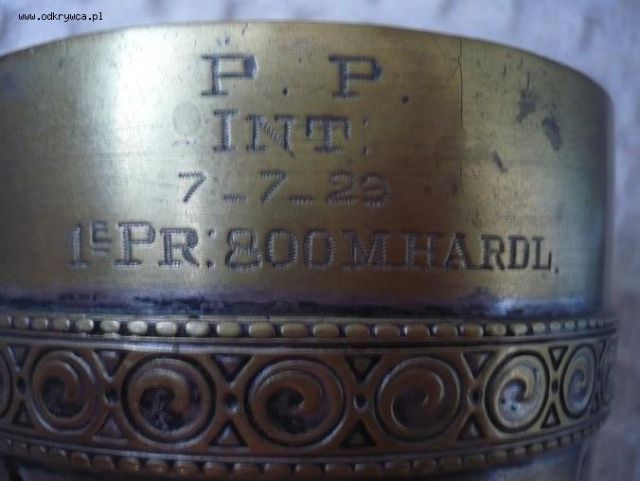 www.odkrywca.pl
P. P.
INT:
7-7-29
1E PR: 800 M HARDL.